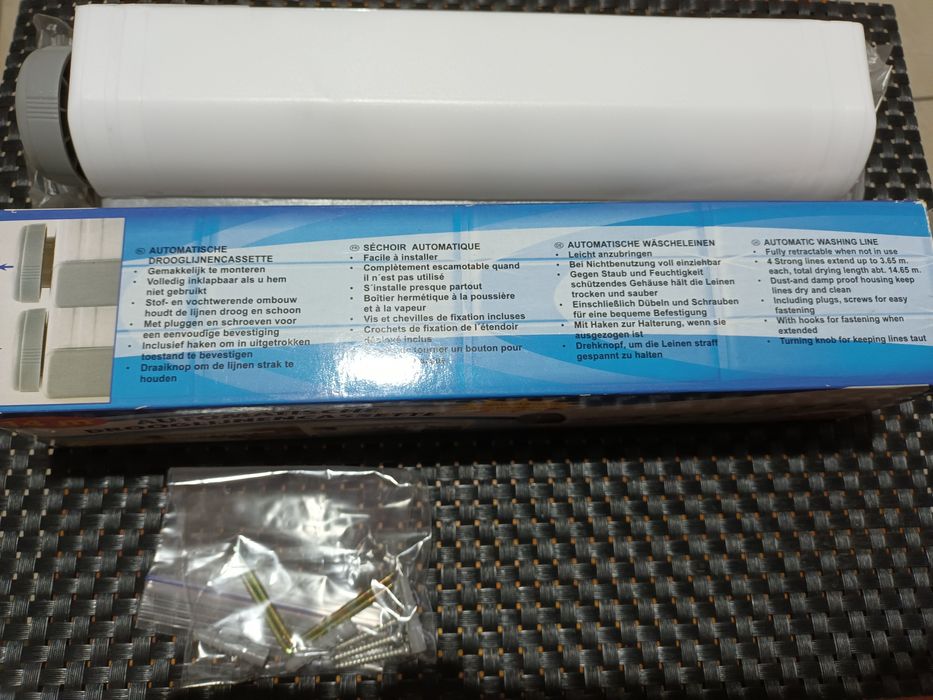 AUTOMATISCHE
DROOGLIJNENCASSETTE
• Gemakkelijk te monteren
• Volledig inklapbaar als u hem
niet gebruikt
• Stof- en vochtwerende ombouw
houdt de lijnen droog en schoon
• Met pluggen en schroeven voor
een eenvoudige bevestiging
• Inclusief haken om in uitgetrokken
toestand te bevestigen
• Draaiknop om de lijnen strak te
houden
SÉCHOIR AUTOMATIQUE
• Facile à installer
• Complètement escamotable quand
il n´est pas utilisé
• S´installe presque partout
• Boîtier hermétique à la poussière
et à la vapeur
• Vis et chevilles de fixation incluses
• Crochets de fixation de l´étendoir
inclus
tourner un bouton pour
AUTOMATISCHE WÄSCHELEINEN
• Leicht anzubringen
• Bei Nichtbenutzung voll einziehbar
• Gegen Staub und Feuchtigkeit
schützendes Gehäuse hält die Leinen
trocken und sauber
• Einschließlich Dübeln und Schrauben
für eine bequeme Befestigung
• Mit Haken zur Halterung, wenn sie
ausgezogen ist
• Drehknopf, um die Leinen straff
gespannt zu halten
AUTOMATIC WASHING LINE
• Fully retractable when not in use
• 4 Strong lines extend up to 3.65 m.
each, total drying length abt. 14.65 m.
• Dust-and damp proof housing keep
lines dry and clean
• Including plugs, screws for easy
fastening
• With hooks for fastening when
extended
• Turning knob for keeping lines taut